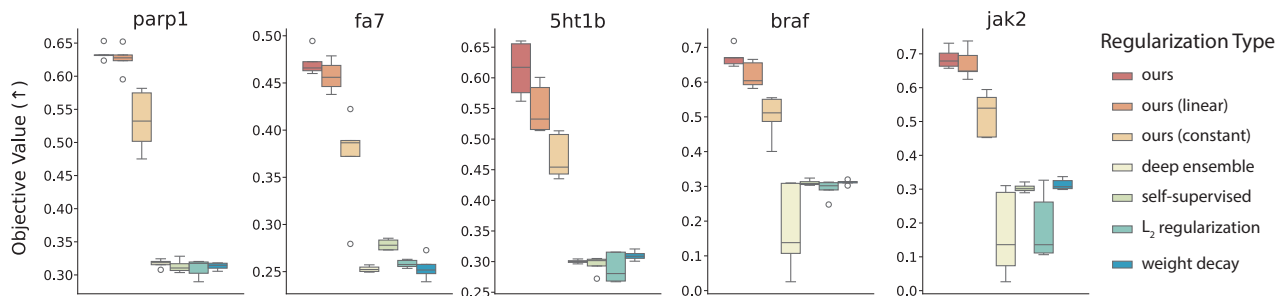 parp1
fa7
5ht1b
braf
jak2
Objective Value (↑)
0.65
0.60
0.55
0.50
0.45
0.40
0.35
0.30
0.50
0.45
0.40
0.35
0.30
0.25
0.65
0.60
0.55
0.50
0.45
0.40
0.35
0.30
0.25
0.7
0.6
0.5
0.4
0.3
0.2
0.1
0.0
0.7
0.6
0.5
0.4
0.3
0.2
0.1
0.0
Regularization Type
ours
ours (linear)
ours (constant)
deep ensemble
self-supervised
L₂ regularization
weight decay